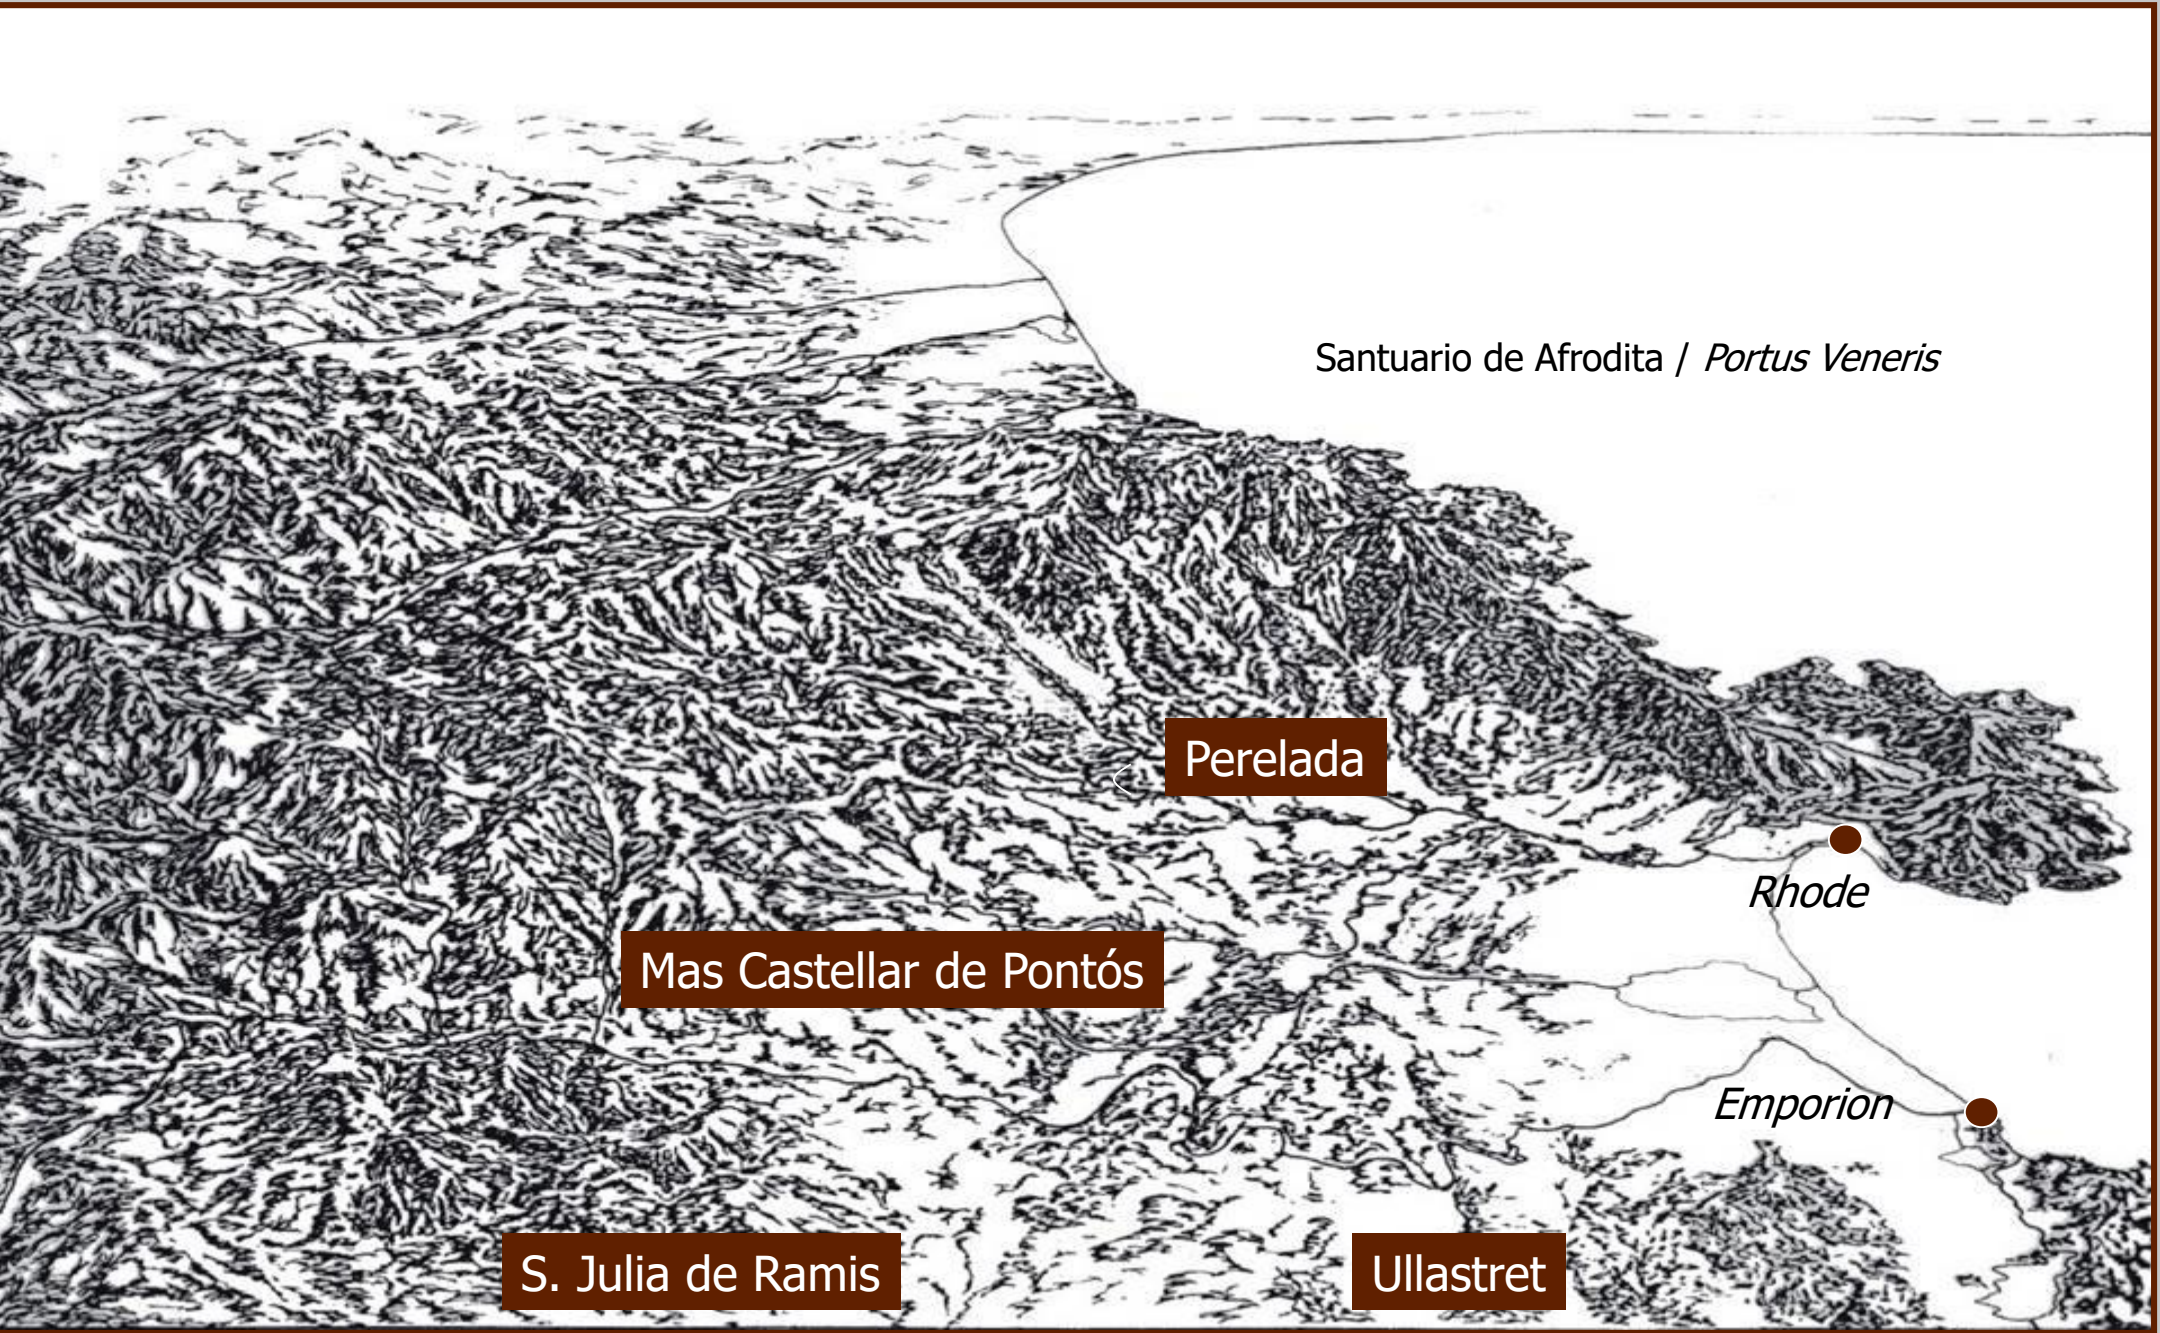 Santuario de Afrodita / Portus Veneris
Perelada
Rhode
Mas Castellar de Pontós
Emporion
S. Julia de Ramis
Ullastret